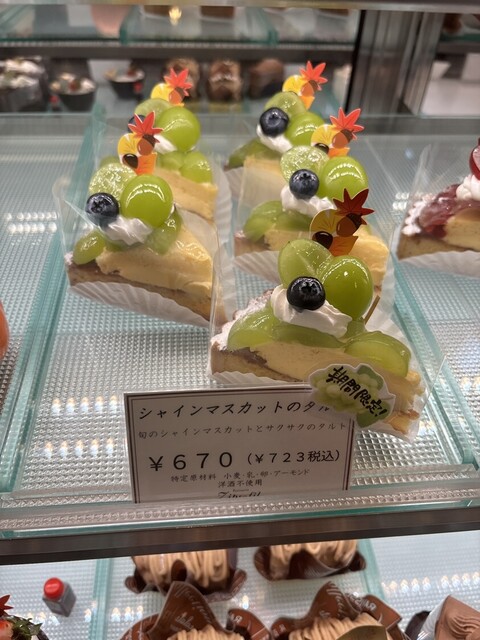 シャインマスカットのタル
期間限定!
旬のシャインマスカットとサクサクのタルト
¥670(¥723税込)
特定原材料 小麦・乳・卵・アーモンド
洋酒不使用